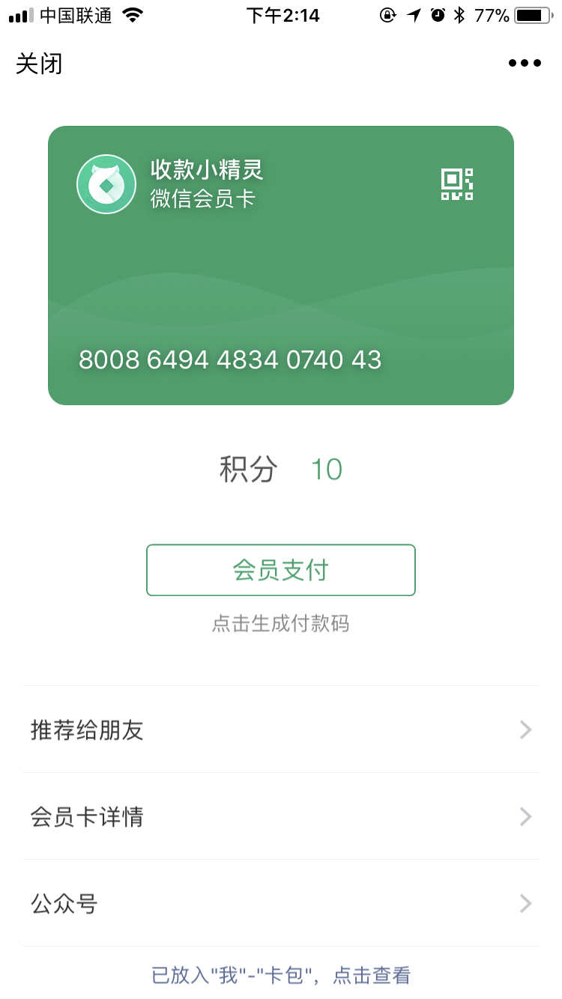 中国联通 下午2:14 77%
关闭
收款小精灵
微信会员卡
8008 6494 4834 0740 43
积分 10
会员支付
点击生成付款码
推荐给朋友
会员卡详情
公众号
已放入"我"-"卡包"，点击查看